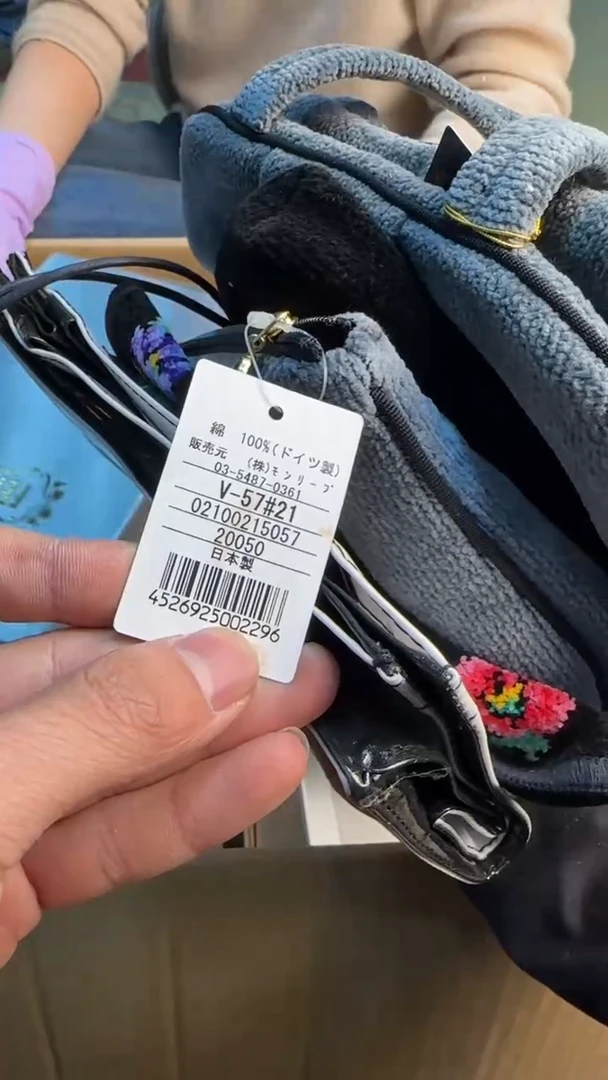 綿 100%(ドイツ製)
販売元 (株)モンリーブ
03-5487-0361
V-57#21
02100215057
20050
日本製
4526925002296